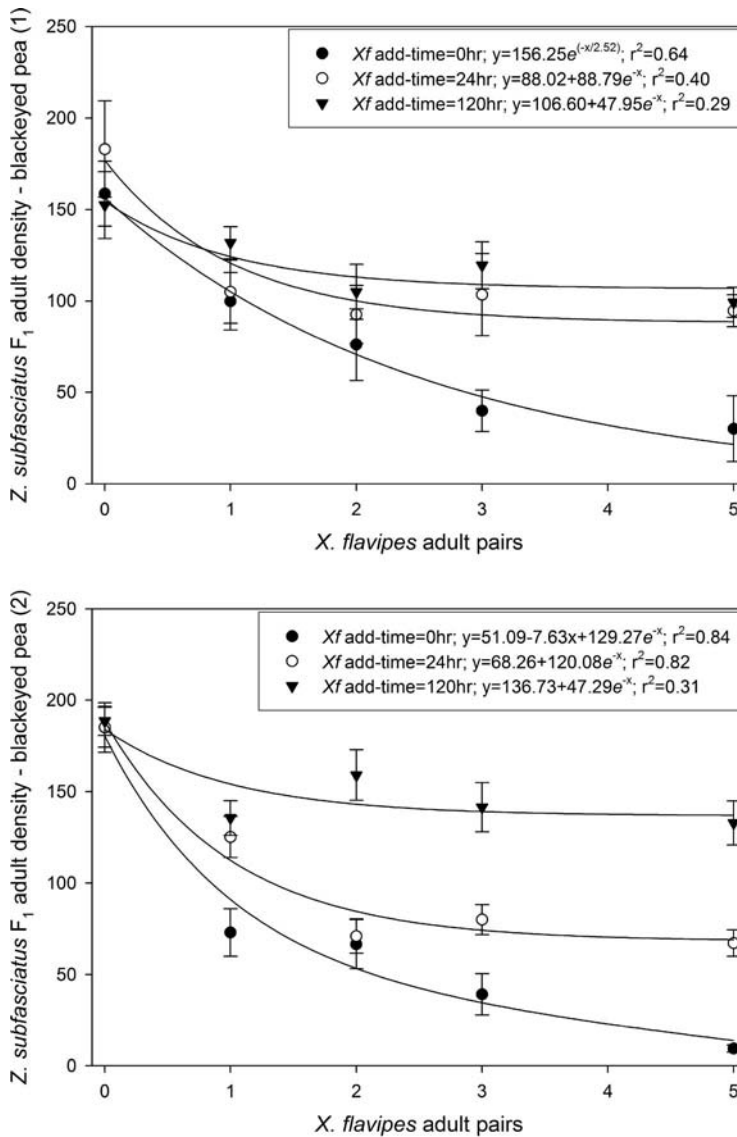 Z. subfasciatus F₁ adult density - blackeyed pea (1)
250
200
150
100
50
0
Xf add-time=0hr; y=156.25e^(-x/2.52); r²=0.64
Xf add-time=24hr; y=88.02+88.79e^-x; r²=0.40
Xf add-time=120hr; y=106.60+47.95e^-x; r²=0.29
0 1 2 3 4 5
X. flavipes adult pairs
Z. subfasciatus F₁ adult density - blackeyed pea (2)
250
200
150
100
50
0
Xf add-time=0hr; y=51.09-7.63x+129.27e^-x; r²=0.84
Xf add-time=24hr; y=68.26+120.08e^-x; r²=0.82
Xf add-time=120hr; y=136.73+47.29e^-x; r²=0.31
0 1 2 3 4 5
X. flavipes adult pairs